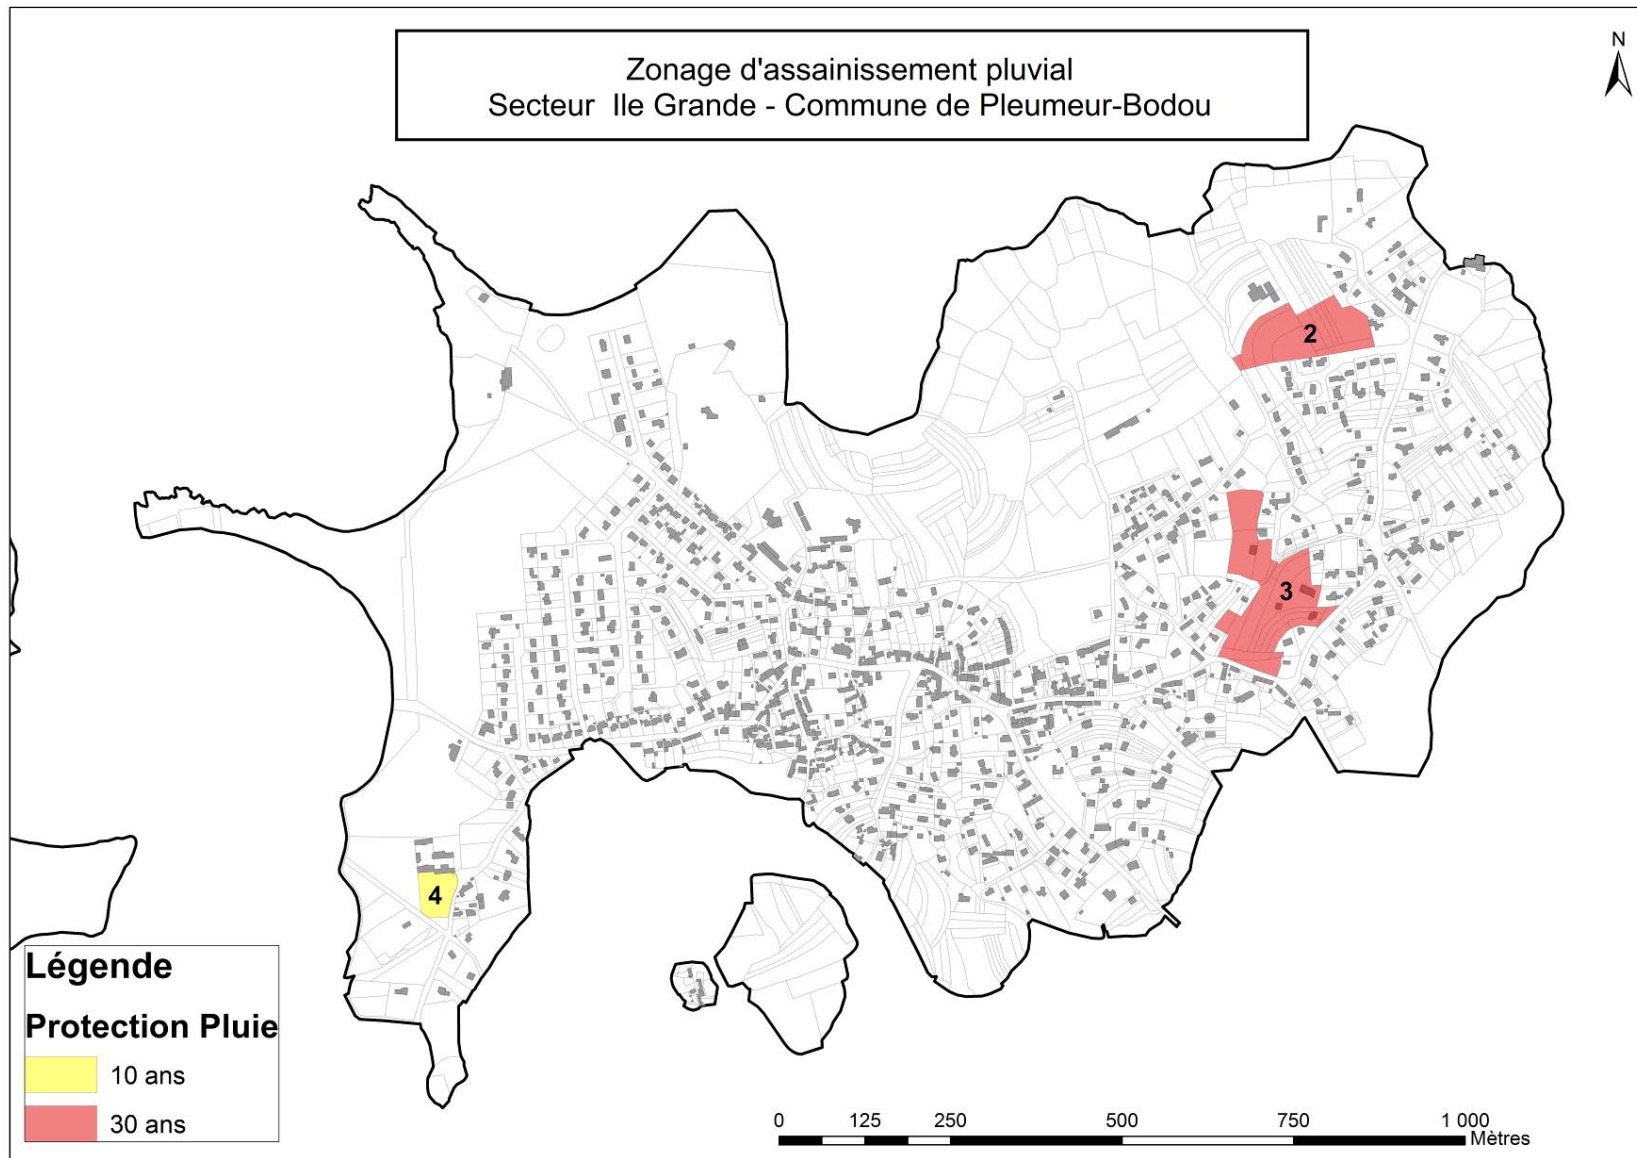 Zonage d'assainissement pluvial
Secteur Ile Grande - Commune de Pleumeur-Bodou
N
2
3
4
Légende
Protection Pluie
10 ans
30 ans
0 125 250 500 750 1 000
Mètres